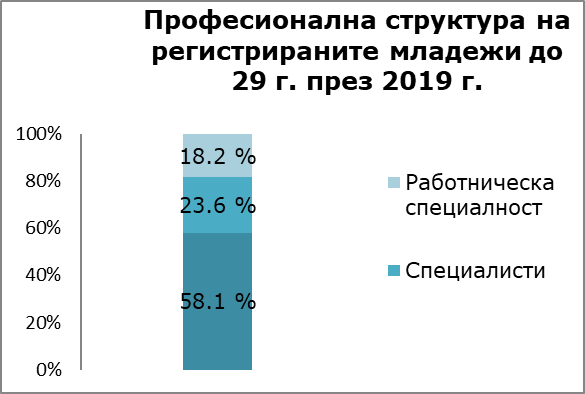 Професионална структура на
регистрираните младежи до
29 г. през 2019 г.
100%
80%
60%
40%
20%
0%
18.2 %
23.6 %
58.1 %
Работническа
специалност
Специалисти